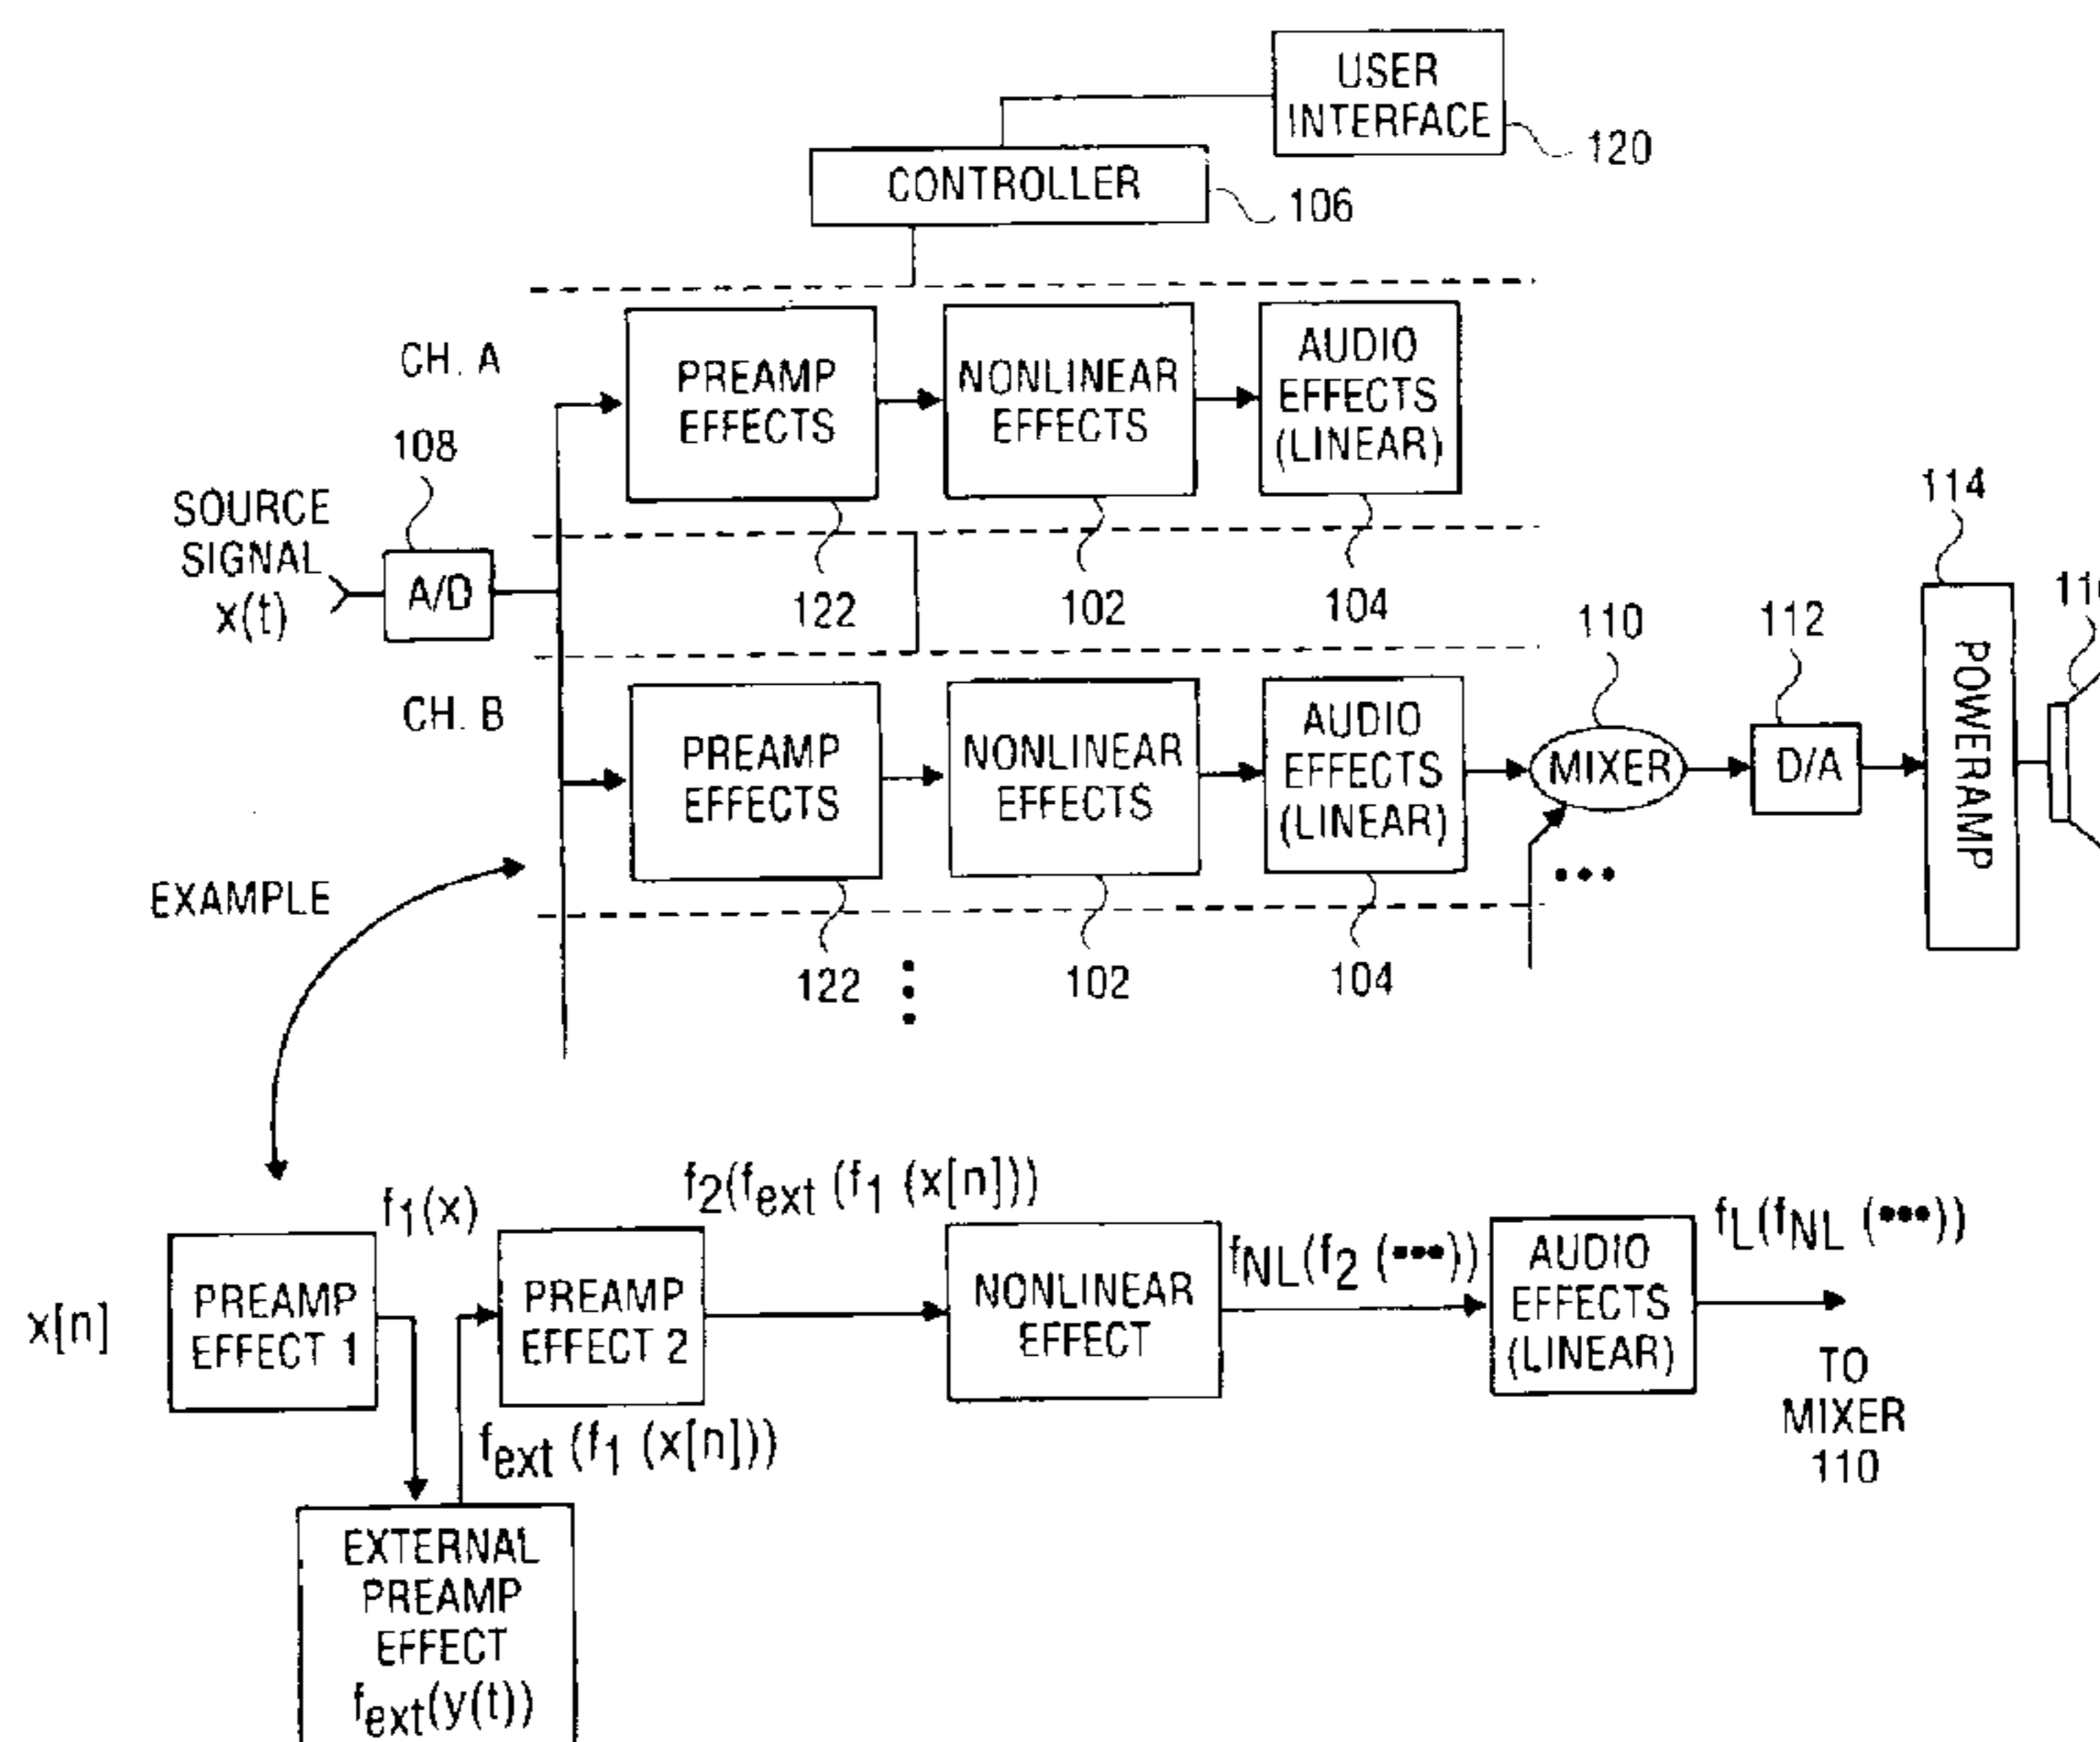 USER
INTERFACE
120
CONTROLLER
106
CH. A
PREAMP
EFFECTS
NONLINEAR
EFFECTS
AUDIO
EFFECTS
(LINEAR)
108
SOURCE
SIGNAL
x(t)
A/D
122
102
104
114
110
112
CH. B
PREAMP
EFFECTS
NONLINEAR
EFFECTS
AUDIO
EFFECTS
(LINEAR)
MIXER
D/A
POWERAMP
•••
EXAMPLE
122
102
104
f1(x)
f2(fext (f1 (x[n]))
x[n]
PREAMP
EFFECT 1
PREAMP
EFFECT 2
NONLINEAR
EFFECT
fNL(f2 (•••))
AUDIO
EFFECTS
(LINEAR)
fL(fNL (•••))
TO
MIXER
110
fext (f1 (x[n]))
EXTERNAL
PREAMP
EFFECT
fext(y(t))